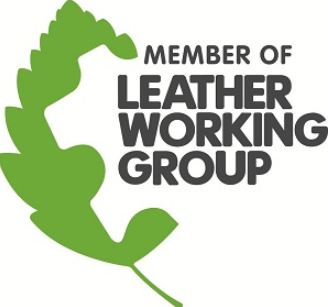 MEMBER OF
LEATHER
WORKING
GROUP